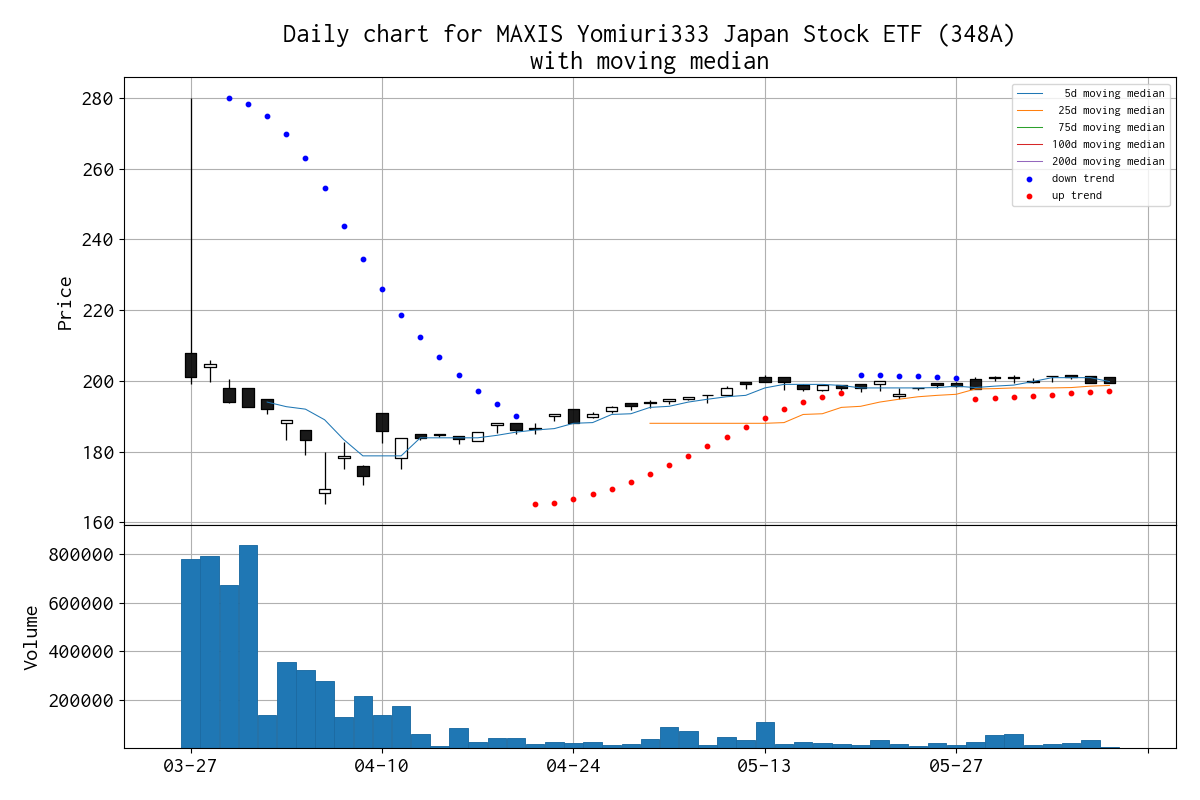 Daily chart for MAXIS Yomiuri333 Japan Stock ETF (348A)
with moving median
5d moving median
25d moving median
75d moving median
100d moving median
200d moving median
down trend
up trend
Price
280
260
240
220
200
180
160
Volume
800000
600000
400000
200000
03-27
04-10
04-24
05-13
05-27